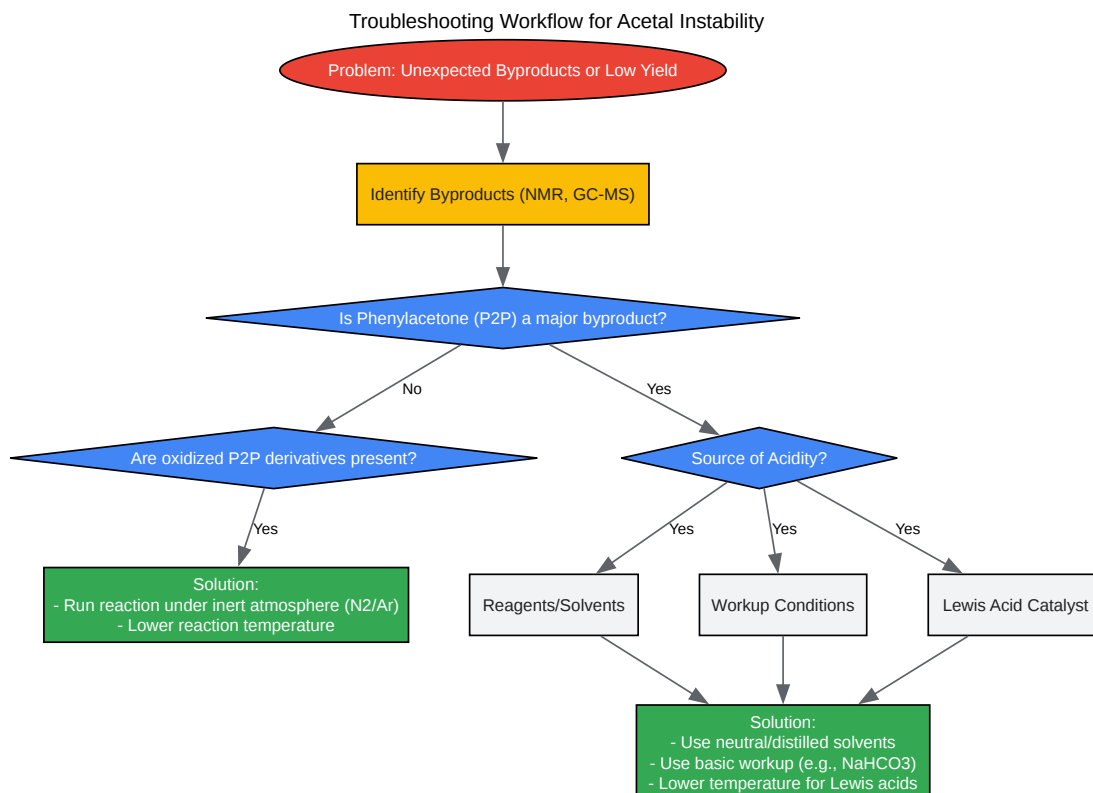 Troubleshooting Workflow for Acetal Instability
Problem: Unexpected Byproducts or Low Yield
Identify Byproducts (NMR, GC-MS)
Is Phenylacetone (P2P) a major byproduct?
No
Yes
Are oxidized P2P derivatives present?
Source of Acidity?
Yes
Yes
Yes
Yes
Solution:
- Run reaction under inert atmosphere (N2/Ar)
- Lower reaction temperature
Reagents/Solvents
Workup Conditions
Lewis Acid Catalyst
Solution:
- Use neutral/distilled solvents
- Use basic workup (e.g., NaHCO3)
- Lower temperature for Lewis acids